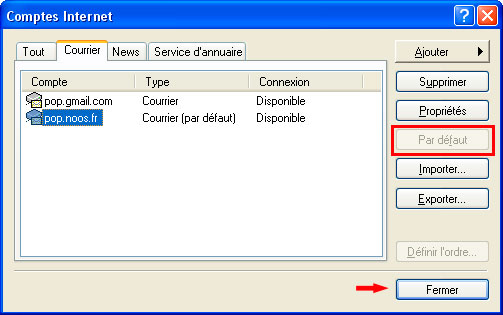 Comptes Internet
Tout Courrier News Service d'annuaire
Compte Type Connexion
pop.gmail.com Courrier Disponible
pop.noos.fr Courrier (par défaut) Disponible
Ajouter
Supprimer
Propriétés
Par défaut
Importer...
Exporter...
Définir l'ordre...
Fermer